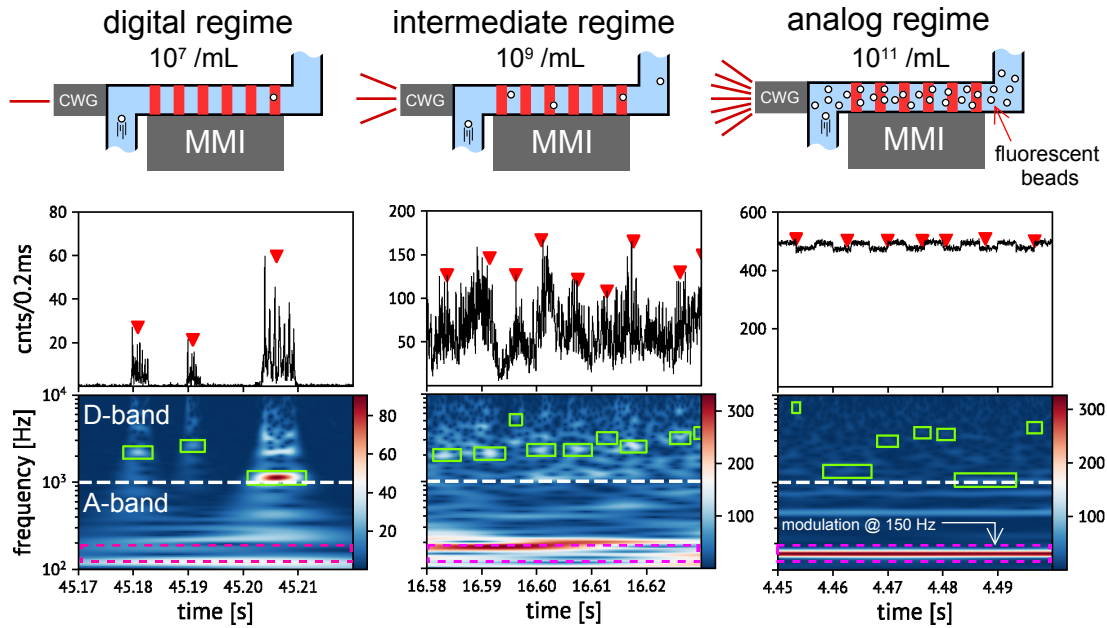 digital regime
10⁷ /mL
CWG
MMI
intermediate regime
10⁹ /mL
CWG
MMI
analog regime
10¹¹ /mL
CWG
MMI
fluorescent
beads
cnts/0.2ms
80
60
40
20
200
150
100
50
600
400
200
frequency [Hz]
10⁴
10³
10²
D-band
A-band
80
60
40
20
300
200
100
modulation @ 150 Hz
300
200
100
45.17 45.18 45.19 45.20 45.21
time [s]
16.58 16.59 16.60 16.61 16.62
time [s]
4.45 4.46 4.47 4.48 4.49
time [s]